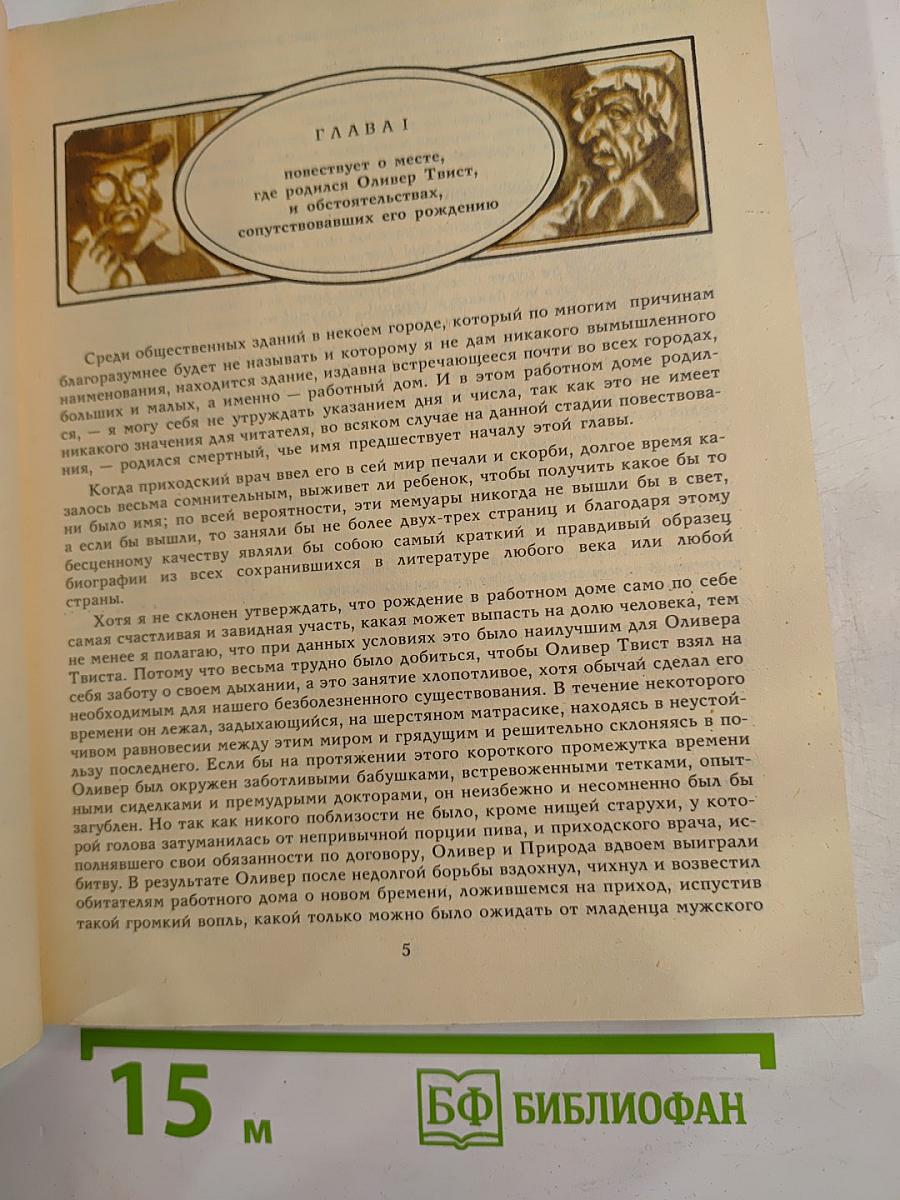 ГЛАВА I
повествует о месте,
где родился Оливер Твист,
и обстоятельствах,
сопутствовавших его рождению
Среди общественных зданий в некоем городе, который по многим причинам
благоразумнее будет не называть и которому я не дам никакого вымышленного
наименования, находится здание, издавна встречающееся почти во всех городах,
больших и малых, а именно — работный дом. И в этом работном доме родил-
ся, — я могу себя не утруждать указанием дня и числа, так как это не имеет
никакого значения для читателя, во всяком случае на данной стадии повествова-
ния, — родился смертный, чье имя предшествует началу этой главы.
Когда приходский врач ввел его в сей мир печали и скорби, долгое время ка-
залось весьма сомнительным, выживет ли ребенок, чтобы получить какое бы то
ни было имя; по всей вероятности, эти мемуары никогда не вышли бы в свет,
а если бы вышли, то заняли бы не более двух-трех страниц и благодаря этому
бесценному качеству являли бы собою самый краткий и правдивый образец
биографии из всех сохранившихся в литературе любого века или любой
страны.
Хотя я не склонен утверждать, что рождение в работном доме само по себе
самая счастливая и завидная участь, какая может выпасть на долю человека, тем
не менее я полагаю, что при данных условиях это было наилучшим для Оливера
Твиста. Потому что весьма трудно было добиться, чтобы Оливер Твист взял на
себя заботу о своем дыхании, а это занятие хлопотливое, хотя обычай сделал его
необходимым для нашего безболезненного существования. В течение некоторого
времени он лежал, задыхающийся, на шерстяном матрасике, находясь в неустой-
чивом равновесии между этим миром и грядущим и решительно склоняясь в по-
льзу последнего. Если бы на протяжении этого короткого промежутка времени
Оливер был окружен заботливыми бабушками, встревоженными тетками, опыт-
ными сиделками и премудрыми докторами, он неизбежно и несомненно был бы
загублен. Но так как никого поблизости не было, кроме нищей старухи, у кото-
рой голова затуманилась от непривычной порции пива, и приходского врача, ис-
полнявшего свои обязанности по договору, Оливер и Природа вдвоем выиграли
битву. В результате Оливер после недолгой борьбы вздохнул, чихнул и возвестил
обитателям работного дома о новом бремени, ложившемся на приход, испустив
такой громкий вопль, какой только можно было ожидать от младенца мужского
5
15 м
БФ БИБЛИОФАН